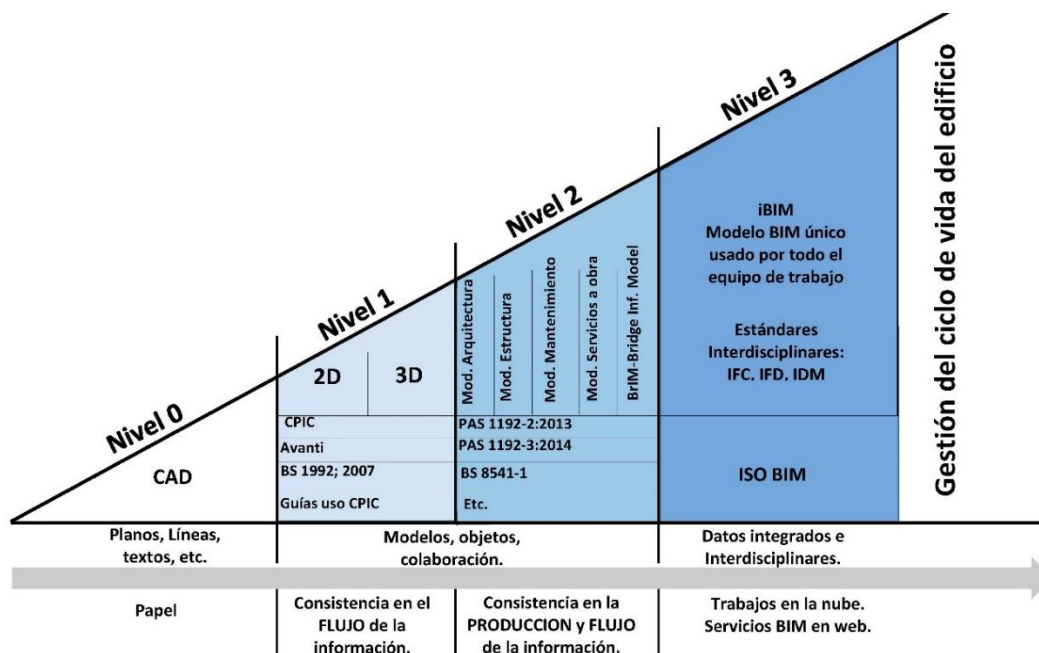 Nivel 0
CAD
Nivel 1
2D
3D
CPIC
Avanti
BS 1992; 2007
Guías uso CPIC
Nivel 2
Mod. Arquitectura
Mod. Estructura
Mod. Mantenimiento
Mod. Servicios a obra
BrIM-Bridge Inf. Model
PAS 1192-2:2013
PAS 1192-3:2014
BS 8541-1
Etc.
Nivel 3
iBIM
Modelo BIM único
usado por todo el
equipo de trabajo
Estándares
Interdisciplinares:
IFC, IFD, IDM
ISO BIM
Gestión del ciclo de vida del edificio
Planos, Líneas,
textos, etc.
Modelos, objetos,
colaboración.
Datos integrados e
Interdisciplinares.
Papel
Consistencia en el
FLUJO de la
información.
Consistencia en la
PRODUCCION y FLUJO
de la información.
Trabajos en la nube.
Servicios BIM en web.